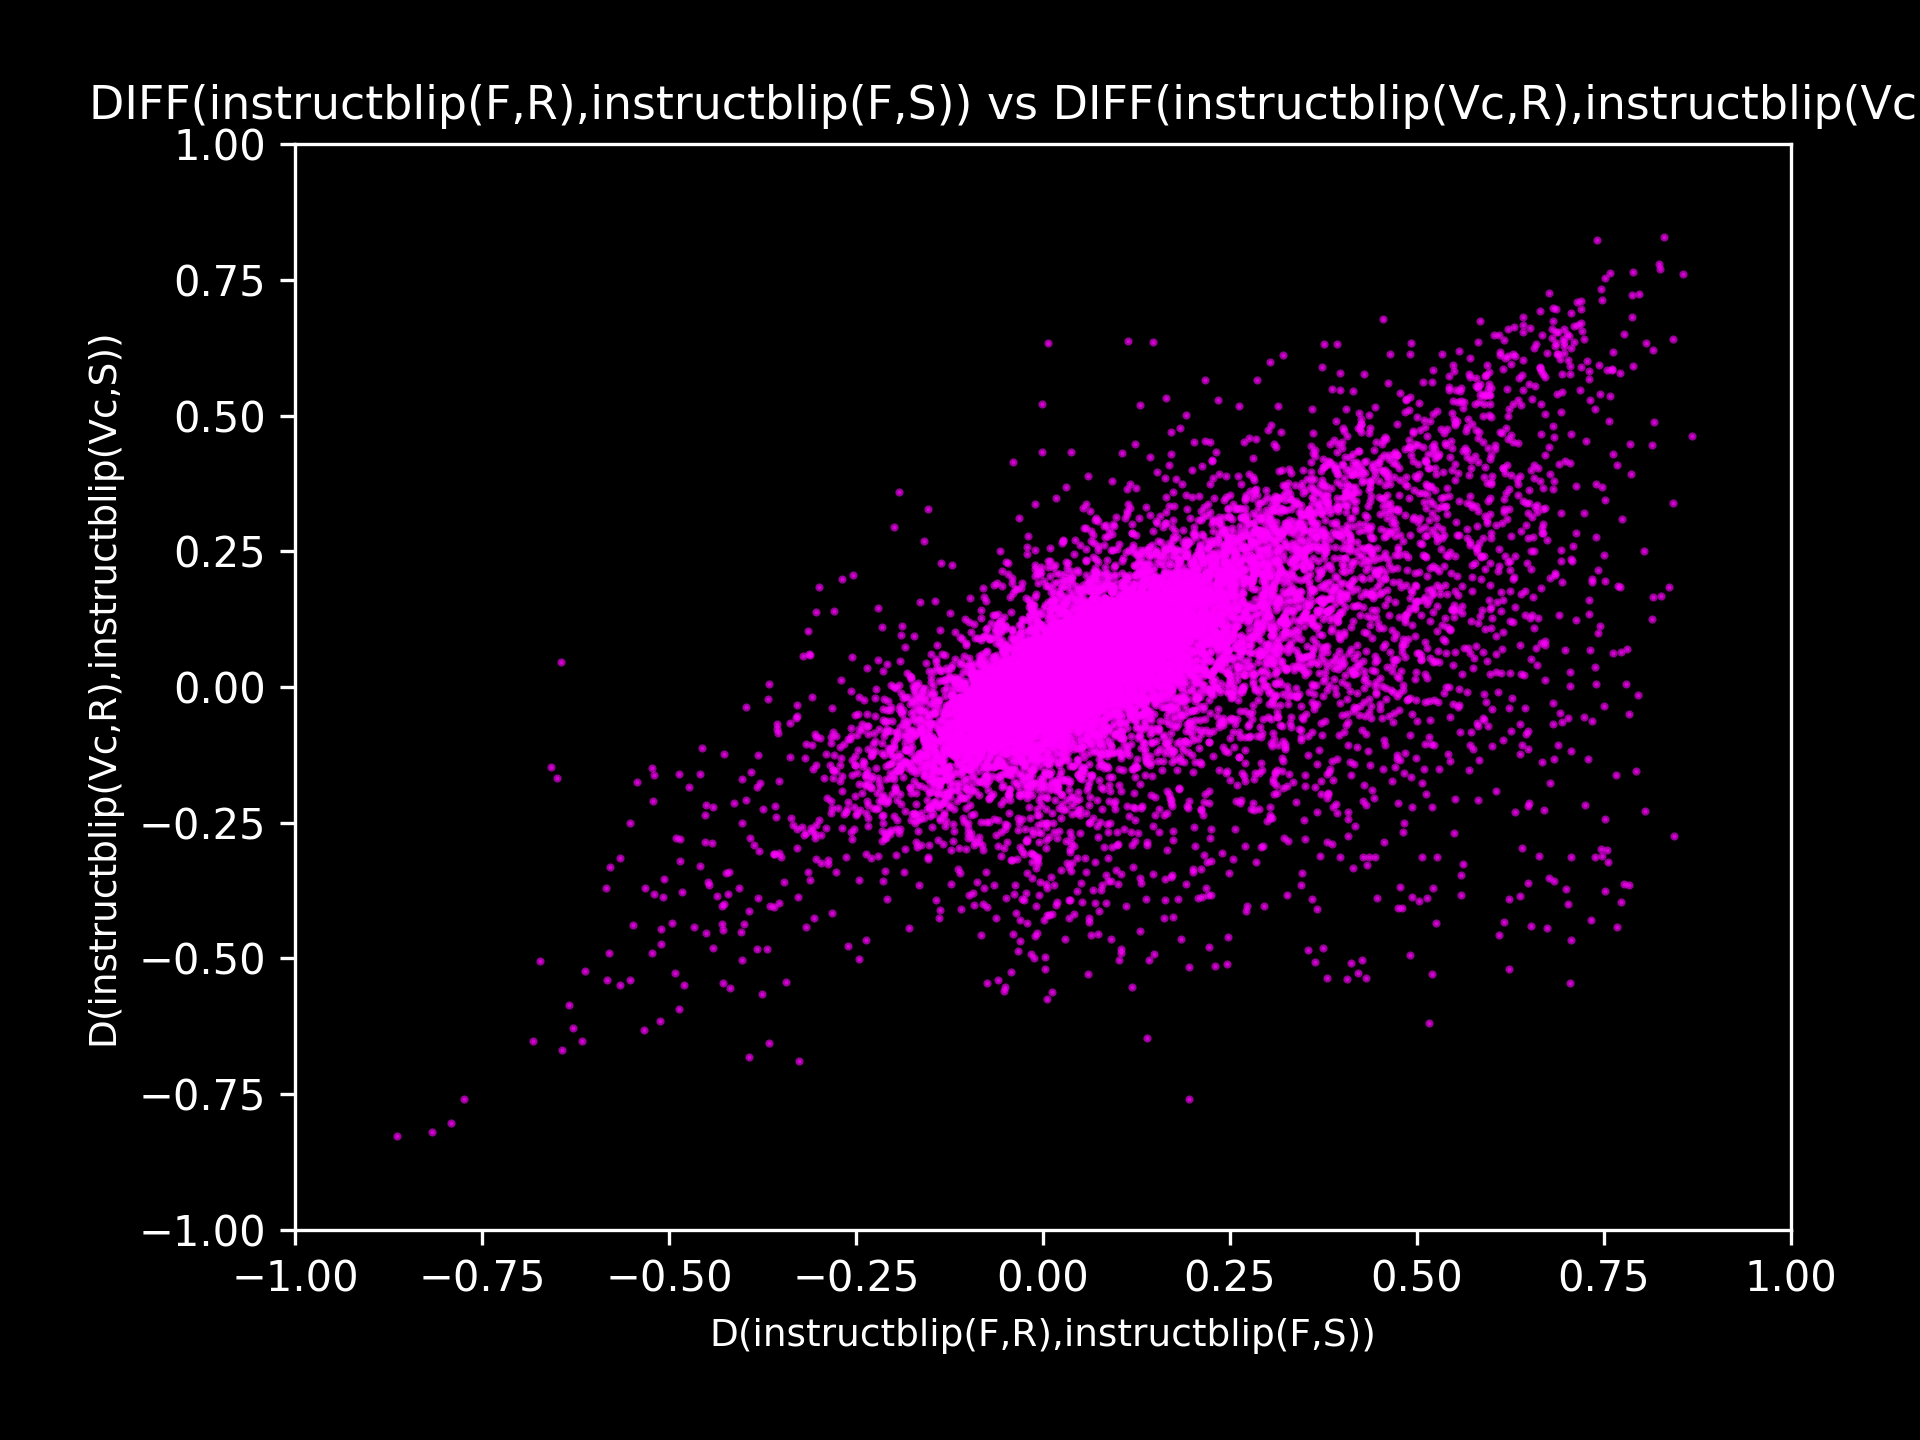 DIFF(instructblip(F,R),instructblip(F,S)) vs DIFF(instructblip(Vc,R),instructblip(Vc
1.00
0.75
0.50
0.25
0.00
−0.25
−0.50
−0.75
−1.00
D(instructblip(Vc,R),instructblip(Vc,S))
−1.00 −0.75 −0.50 −0.25 0.00 0.25 0.50 0.75 1.00
D(instructblip(F,R),instructblip(F,S))